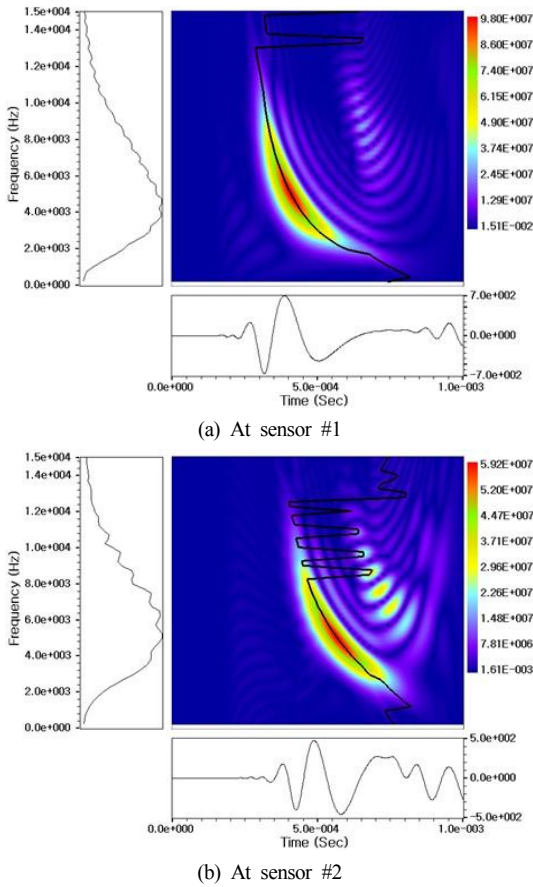 1.5e+004
1.4e+004
1.2e+004
1.0e+004
8.0e+003
6.0e+003
4.0e+003
2.0e+003
0.0e+000
Frequency (Hz)
9.80E+007
8.60E+007
7.40E+007
6.15E+007
4.90E+007
3.70E+007
2.50E+007
1.29E+007
1.51E-002
7.0e+002
0.0e+000
-7.0e+002
0.0e+000
5.0e-004
1.0e-003
Time (Sec)
(a) At sensor #1
1.5e+004
1.4e+004
1.2e+004
1.0e+004
8.0e+003
6.0e+003
4.0e+003
2.0e+003
0.0e+000
Frequency (Hz)
5.92E+007
5.20E+007
4.47E+007
3.71E+007
2.96E+007
2.26E+007
1.51E+007
7.81E+006
1.61E-003
5.0e+002
0.0e+000
-5.0e+002
0.0e+000
5.0e-004
1.0e-003
Time (Sec)
(b) At sensor #2